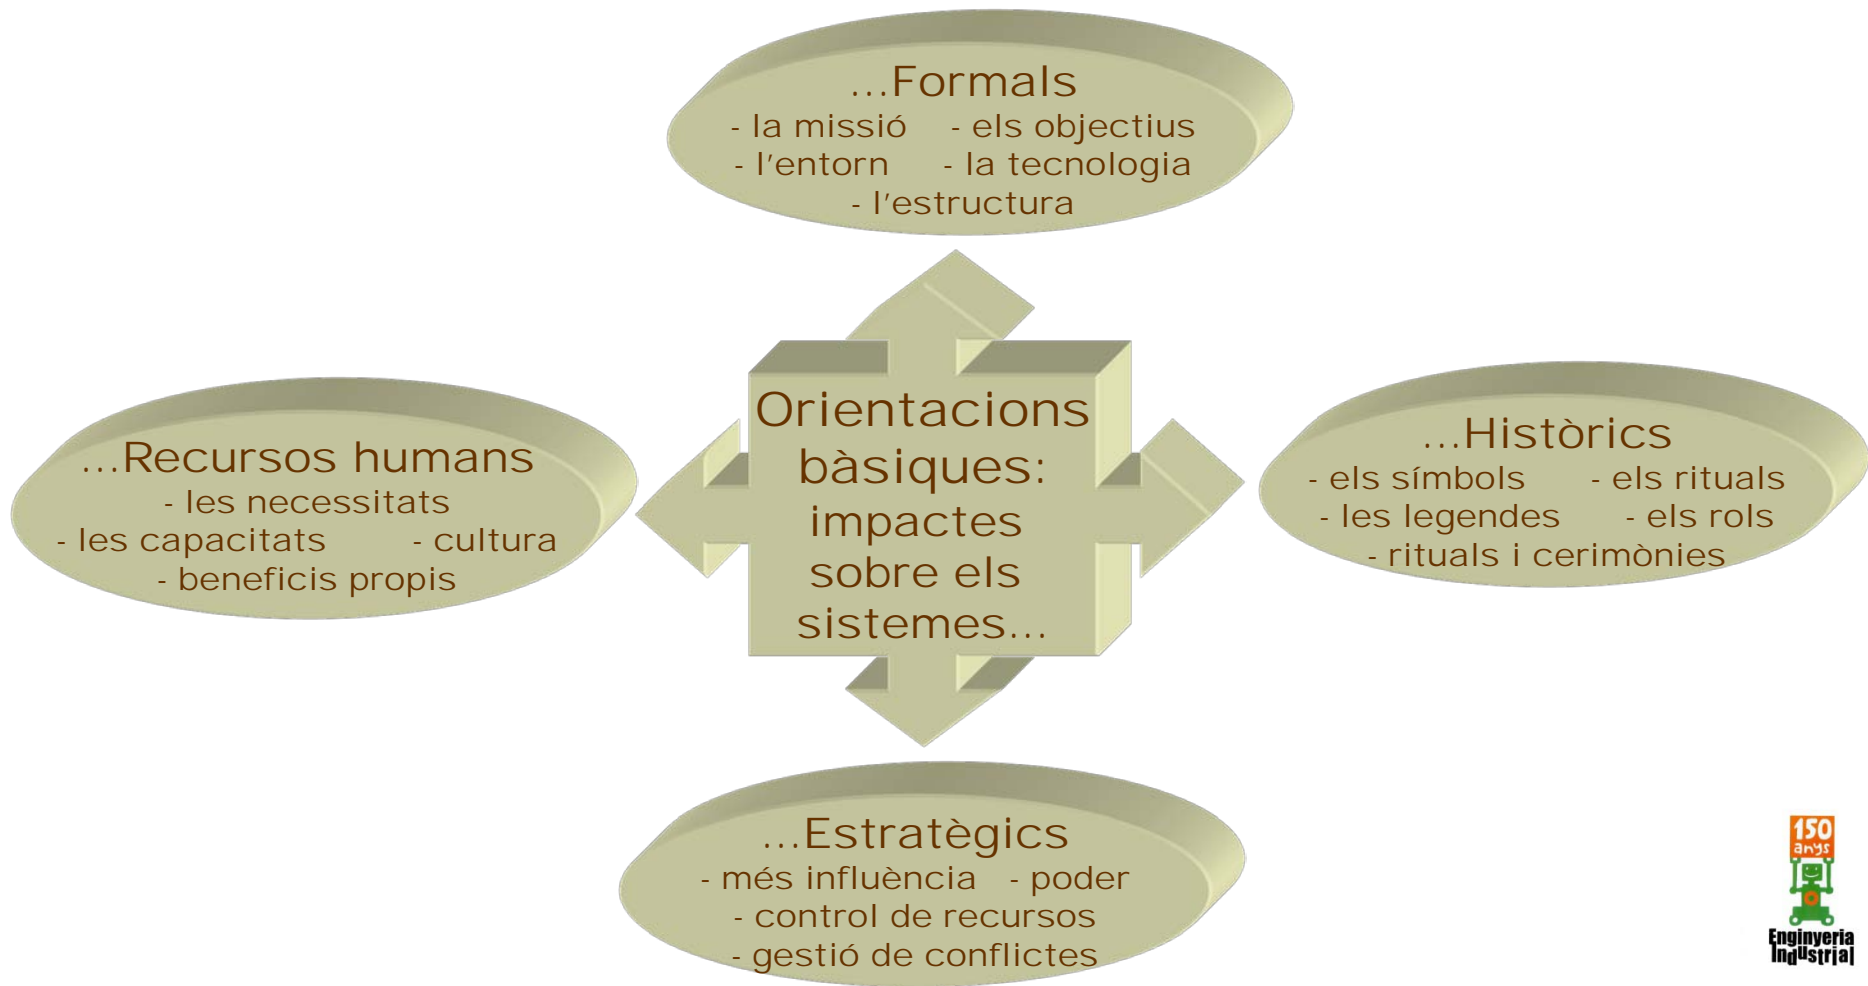 ...Formals
- la missió - els objectius
- l'entorn - la tecnologia
- l'estructura
Orientacions
bàsiques:
impactes
sobre els
sistemes...
...Recursos humans
- les necessitats
- les capacitats - cultura
- beneficis propis
...Històrics
- els símbols - els rituals
- les legendes - els rols
- rituals i cerimònies
...Estratègics
- més influència - poder
- control de recursos
- gestió de conflictes
150
anys
Enginyeria
Industrial